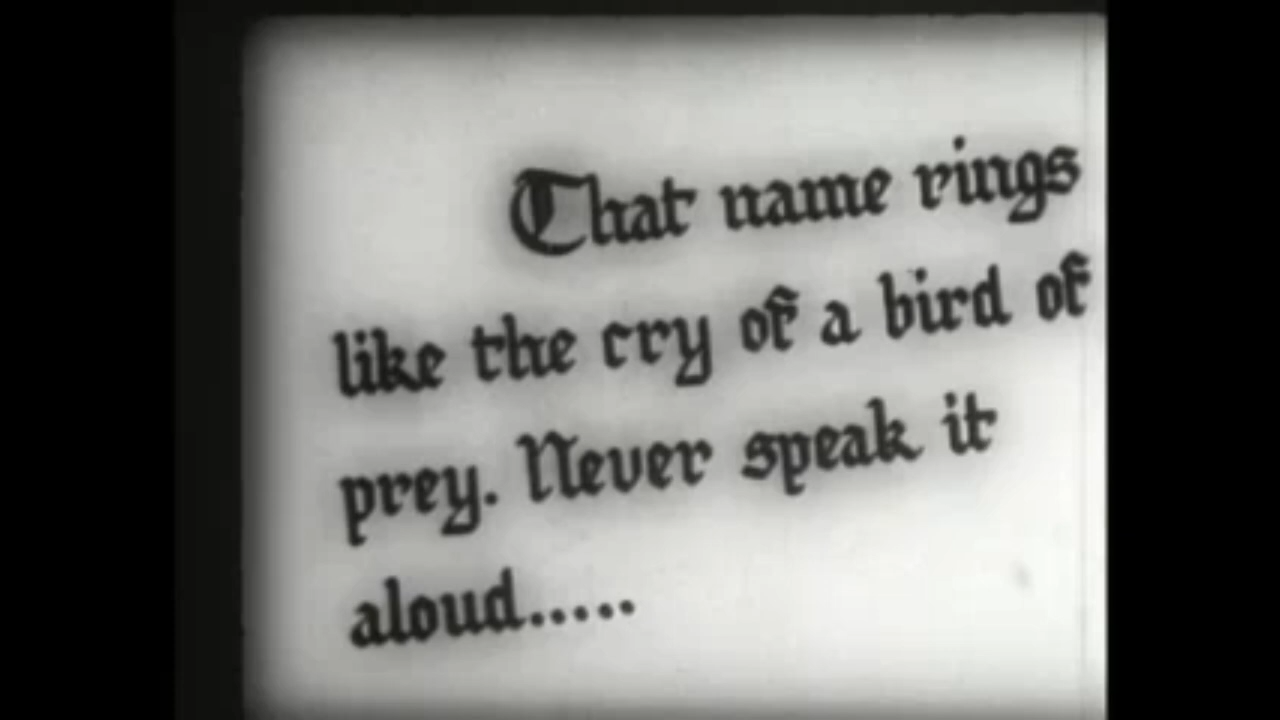 That name rings
like the cry of a bird of
prey. Never speak it
aloud.....